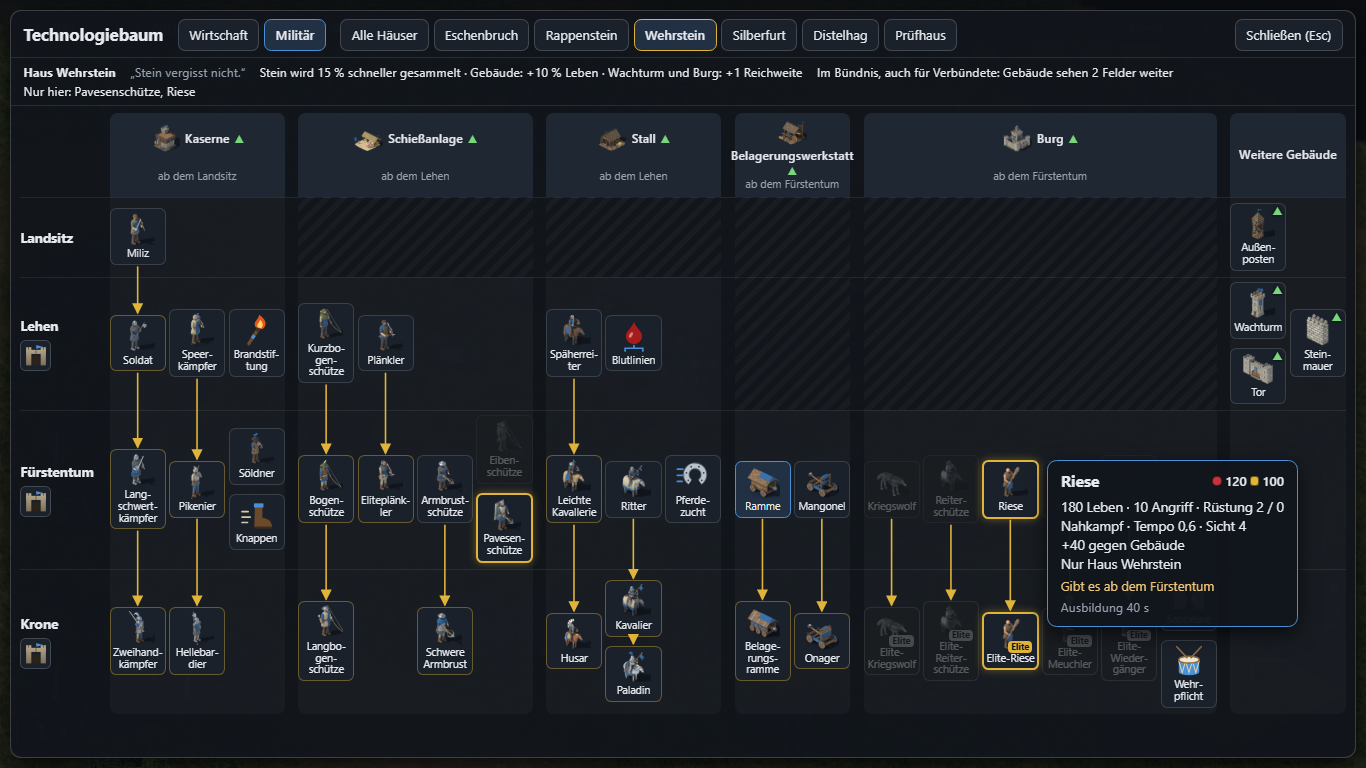 Technologiebaum
Wirtschaft
Militär
Alle Häuser
Eschenbruch
Rappenstein
Wehrstein
Silberfurt
Distelhag
Prüfhaus
Schließen (Esc)
Haus Wehrstein „Stein vergisst nicht.“ Stein wird 15 % schneller gesammelt · Gebäude: +10 % Leben · Wachturm und Burg: +1 Reichweite Im Bündnis, auch für Verbündete: Gebäude sehen 2 Felder weiter
Nur hier: Pavesenschütze, Riese
Kaserne
ab dem Landsitz
Schießanlage
ab dem Lehen
Stall
ab dem Lehen
Belagerungswerkstatt
ab dem Fürstentum
Burg
ab dem Fürstentum
Weitere Gebäude
Landsitz
Miliz
Außen-
posten
Lehen
Soldat
Speer-
kämpfer
Brandstif-
tung
Kurzbo-
gen-
schütze
Plänkler
Späherrei-
ter
Blutlinien
Wachturm
Tor
Stein-
mauer
Fürstentum
Lang-
schwert-
kämpfer
Pikenier
Söldner
Knappen
Bogen-
schütze
Eliteplänk-
ler
Armbrust-
schütze
Eiben-
schütze
Pavesen-
schütze
Leichte
Kavallerie
Ritter
Pferde-
zucht
Ramme
Mangonel
Kriegswolf
Reiter-
schütze
Riese
Riese 120 100
180 Leben · 10 Angriff · Rüstung 2 / 0
Nahkampf · Tempo 0,6 · Sicht 4
+40 gegen Gebäude
Nur Haus Wehrstein
Gibt es ab dem Fürstentum
Ausbildung 40 s
Krone
Zweihand-
kämpfer
Hellebar-
dier
Langbo-
gen-
schütze
Schwere
Armbrust
Husar
Kavalier
Paladin
Belage-
rungs-
ramme
Onager
Elite
Elite-
Kriegswolf
Elite
Elite-
Reiter-
schütze
Elite
Elite-Riese
Elite
Elite-
Meuchler
Elite
Elite-
Wieder-
gänger
Wehr-
pflicht